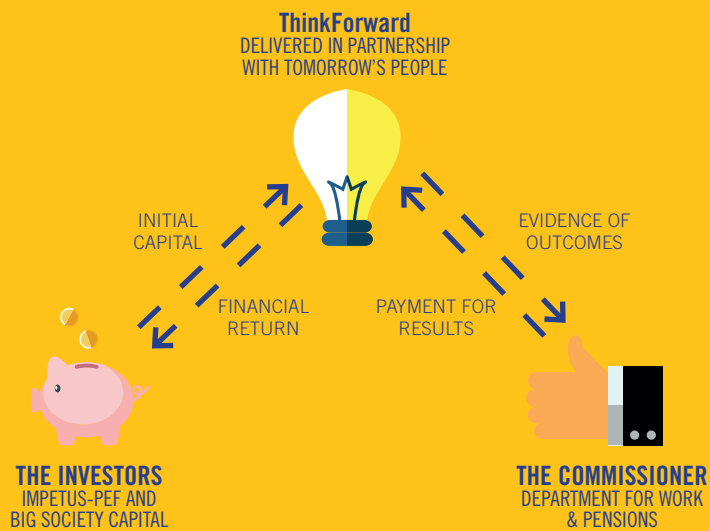 ThinkForward
DELIVERED IN PARTNERSHIP
WITH TOMORROW'S PEOPLE
INITIAL
CAPITAL
EVIDENCE OF
OUTCOMES
FINANCIAL
RETURN
PAYMENT FOR
RESULTS
THE INVESTORS
IMPETUS-PEF AND
BIG SOCIETY CAPITAL
THE COMMISSIONER
DEPARTMENT FOR WORK
& PENSIONS